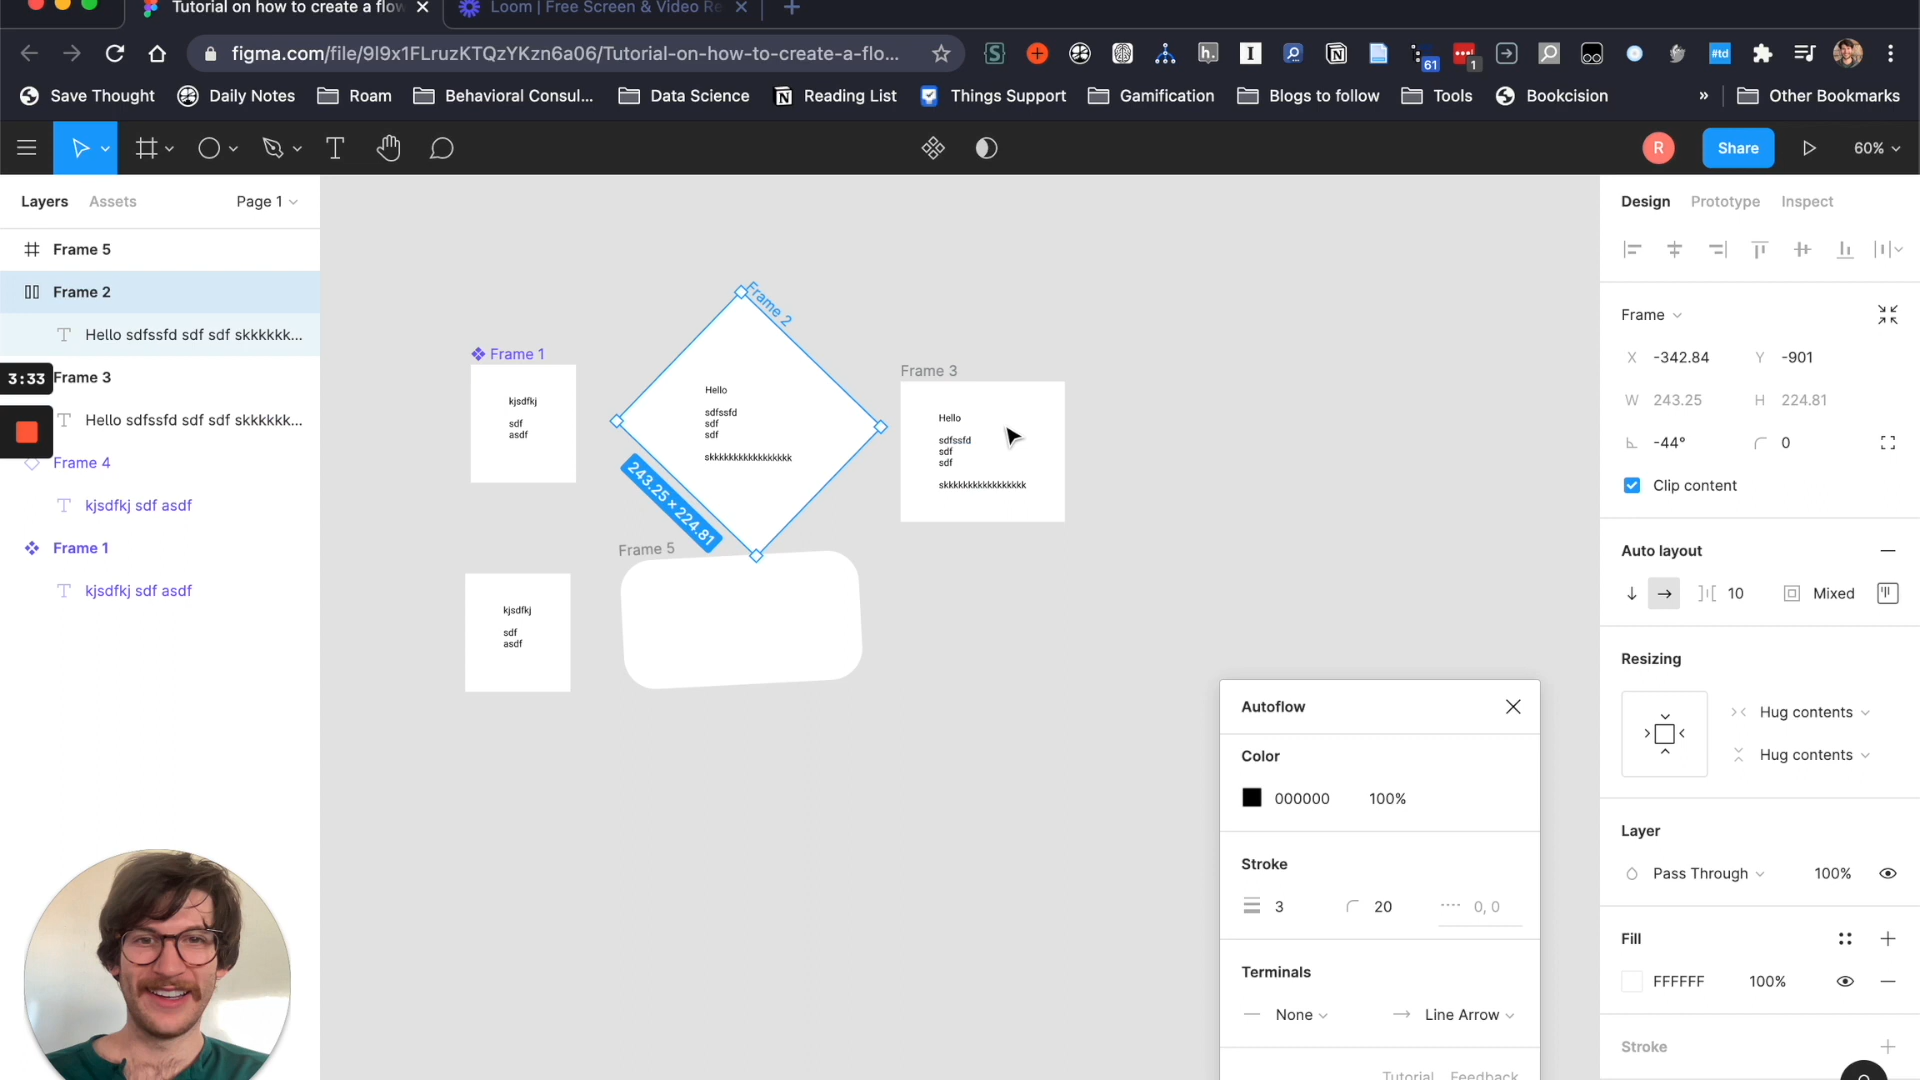 Tutorial on how to create a flow
Loom | Free Screen & Video Re
figma.com/file/9l9x1FLruzKTQzYKzn6a06/Tutorial-on-how-to-create-a-flo...
61
1
#td
Save Thought
Daily Notes
Roam
Behavioral Consul...
Data Science
Reading List
Things Support
Gamification
Blogs to follow
Tools
Bookcision
»
Other Bookmarks
R
Share
60%
Layers
Assets
Page 1
Frame 5
Frame 2
Hello sdfssfd sdf sdf skkkkkk...
3:33
Frame 3
Hello sdfssfd sdf sdf skkkkkk...
Frame 4
kjsdfkj sdf asdf
Frame 1
kjsdfkj sdf asdf
Frame 1
kjsdfkj
sdf
asdf
Frame 2
Hello
sdfssfd
sdf
sdf
skkkkkkkkkkkkkkkkk
243.25 × 224.81
Frame 3
Hello
sdfssfd
sdf
sdf
skkkkkkkkkkkkkkkkk
Frame 5
kjsdfkj
sdf
asdf
Autoflow
Color
000000
100%
Stroke
3
20
0, 0
Terminals
None
Line Arrow
Tutorial
Feedback
Design
Prototype
Inspect
Frame
X -342.84
Y -901
W 243.25
H 224.81
-44°
0
Clip content
Auto layout
10
Mixed
Resizing
Hug contents
Hug contents
Layer
Pass Through
100%
Fill
FFFFFF
100%
Stroke